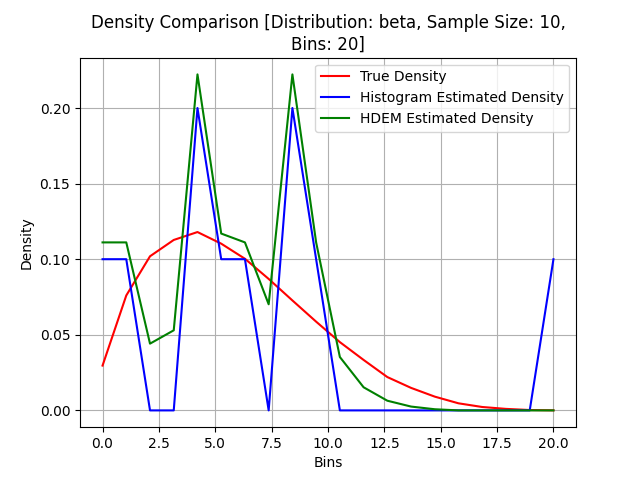 Density Comparison [Distribution: beta, Sample Size: 10,
Bins: 20]
True Density
Histogram Estimated Density
HDEM Estimated Density
Density
0.20
0.15
0.10
0.05
0.00
0.0 2.5 5.0 7.5 10.0 12.5 15.0 17.5 20.0
Bins